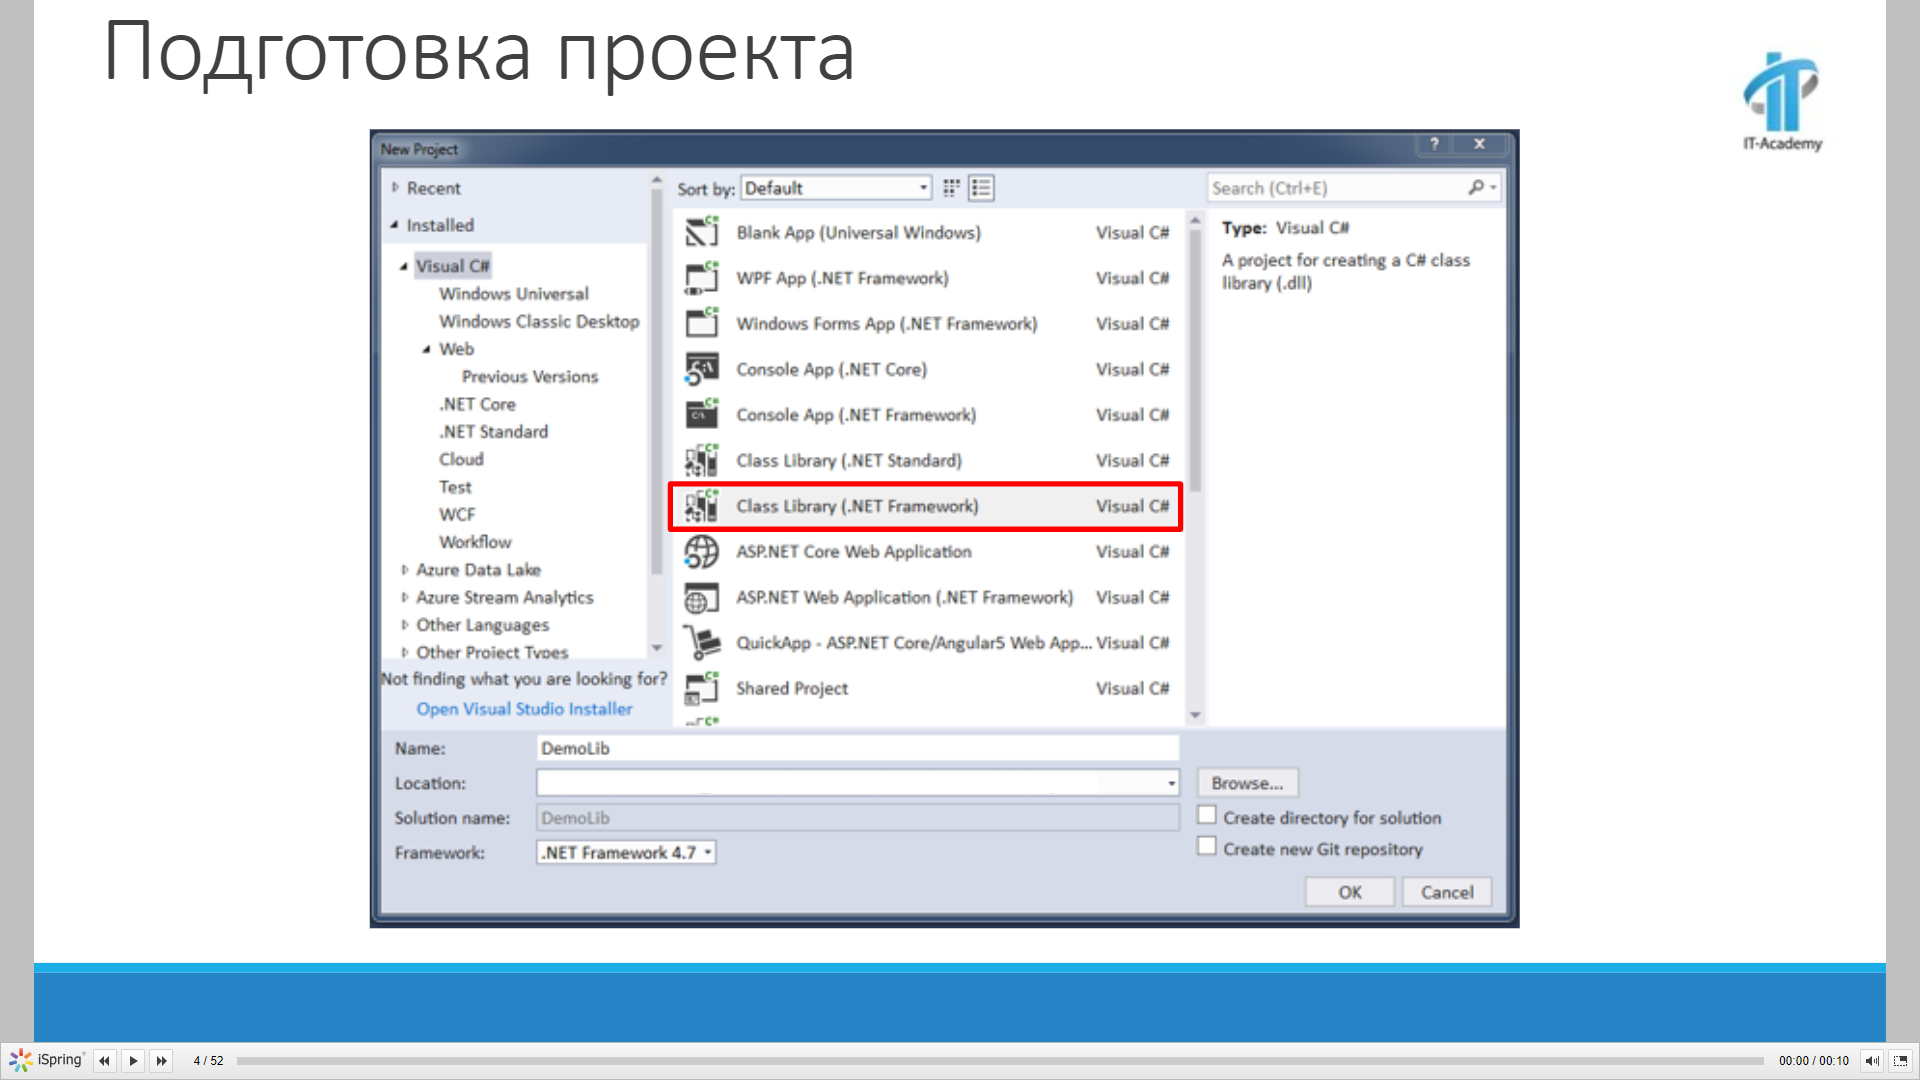 Подготовка проекта
IT-Academy
New Project
?
Recent
Installed
Visual C#
Windows Universal
Windows Classic Desktop
Web
Previous Versions
.NET Core
.NET Standard
Cloud
Test
WCF
Workflow
Azure Data Lake
Azure Stream Analytics
Other Languages
Other Project Types
Not finding what you are looking for?
Open Visual Studio Installer
Sort by: Default
Blank App (Universal Windows) Visual C#
WPF App (.NET Framework) Visual C#
Windows Forms App (.NET Framework) Visual C#
Console App (.NET Core) Visual C#
Console App (.NET Framework) Visual C#
Class Library (.NET Standard) Visual C#
Class Library (.NET Framework) Visual C#
ASP.NET Core Web Application Visual C#
ASP.NET Web Application (.NET Framework) Visual C#
QuickApp - ASP.NET Core/Angular5 Web App... Visual C#
Shared Project Visual C#
Search (Ctrl+E)
Type: Visual C#
A project for creating a C# class
library (.dll)
Name: DemoLib
Location:
Browse...
Solution name: DemoLib
Create directory for solution
Framework: .NET Framework 4.7
Create new Git repository
OK Cancel
iSpring
4 / 52
00:00 / 00:10